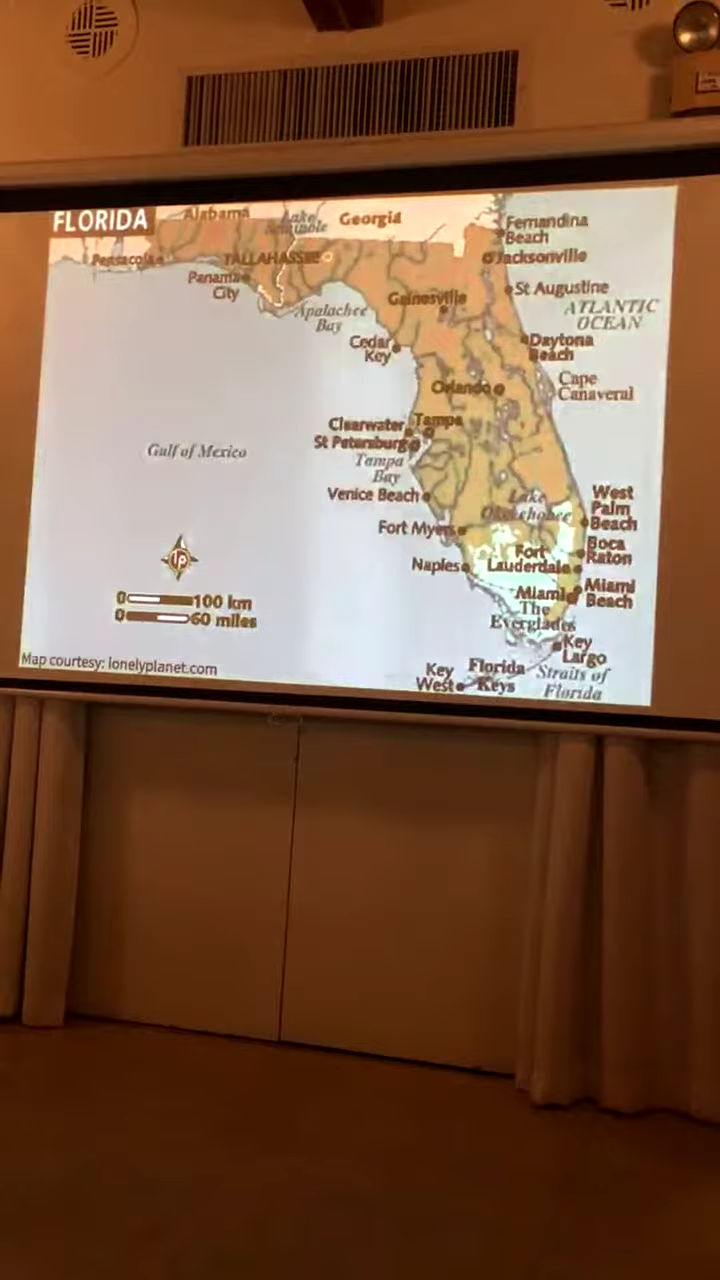 FLORIDA
Alabama
Lake
Seminole
Georgia
Fernandina
Beach
Pensacola
TALLAHASSEE
Jacksonville
Panama
City
Gainesville
St Augustine
Apalachee
Bay
ATLANTIC
OCEAN
Cedar
Key
Daytona
Beach
Orlando
Cape
Canaveral
Clearwater
Tampa
St Petersburg
Tampa
Bay
Gulf of Mexico
Venice Beach
Lake
Okeechobee
West
Palm
Beach
Fort Myers
Boca
Raton
Naples
Fort
Lauderdale
lp
Miami
Miami
Beach
The
Everglades
0 100 km
0 60 miles
Key
Largo
Map courtesy: lonelyplanet.com
Key
West
Florida
Keys
Straits of
Florida